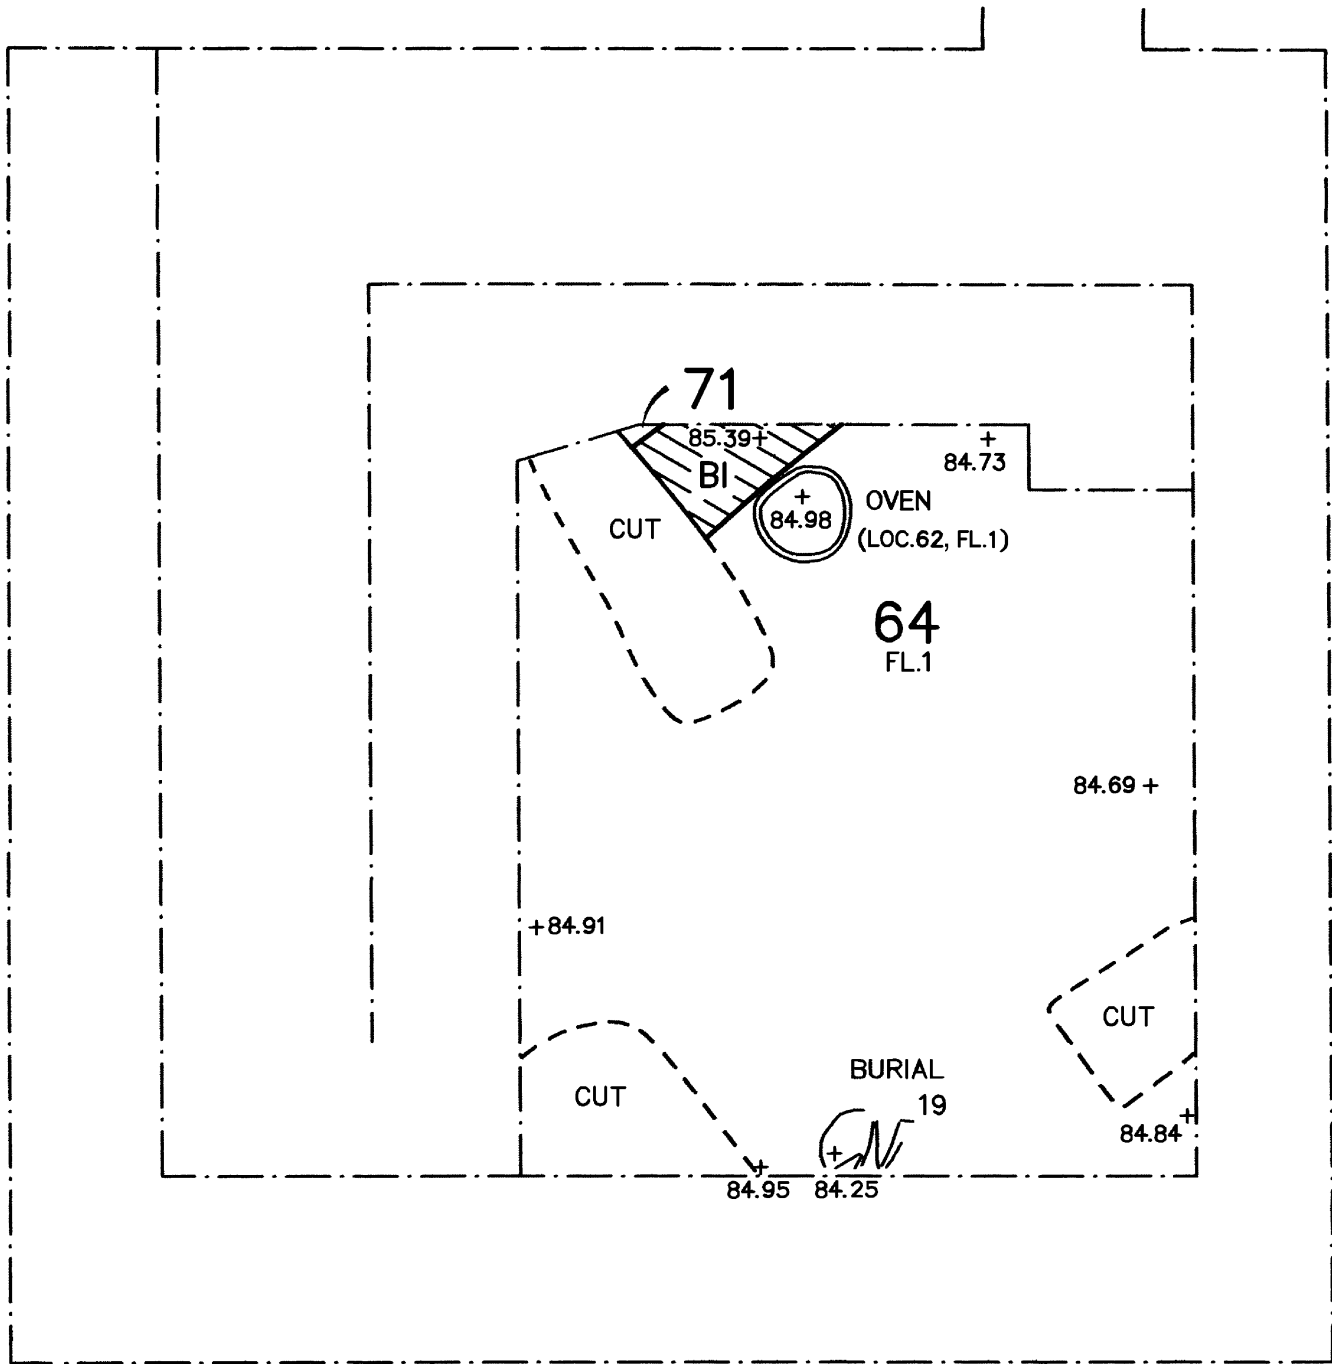 71
85.39+
BI
+
84.73
CUT
+
84.98
OVEN
(LOC.62, FL.1)
64
FL.1
84.69 +
+84.91
CUT
CUT
BURIAL
19
+
84.84
+
84.95
+
84.25